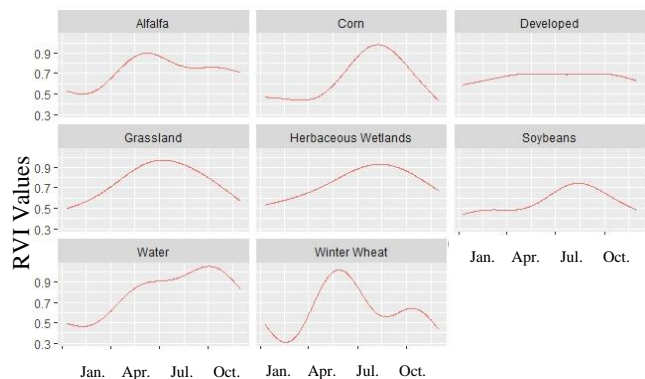 Alfalfa Corn Developed
0.9
0.7
0.5
0.3
Grassland Herbaceous Wetlands Soybeans
0.9
0.7
0.5
0.3
RVI Values
Jan. Apr. Jul. Oct.
Water Winter Wheat
0.9
0.7
0.5
0.3
Jan. Apr. Jul. Oct. Jan. Apr. Jul. Oct.